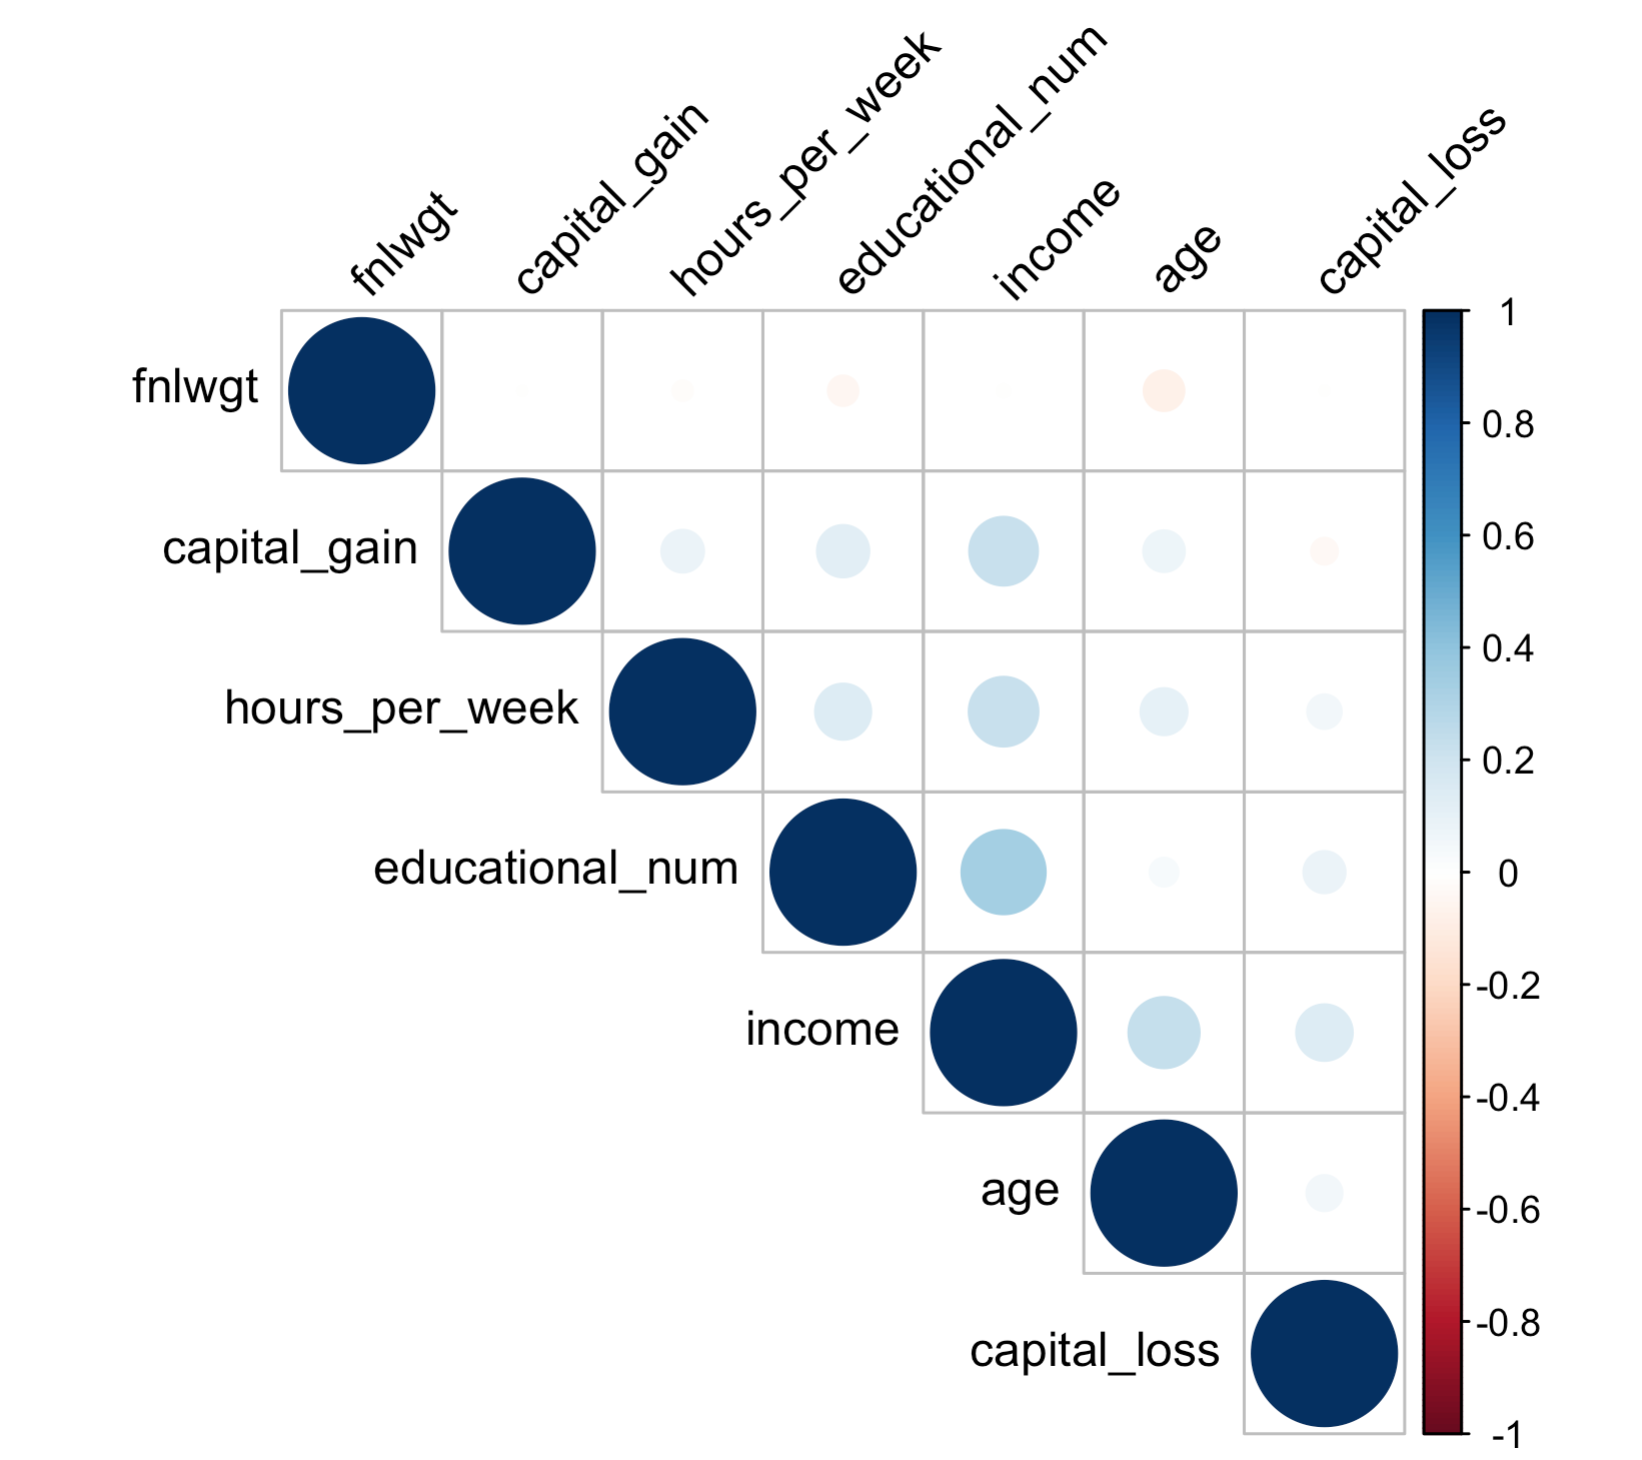 fnlwgt
capital_gain
hours_per_week
educational_num
income
age
capital_loss
fnlwgt
capital_gain
hours_per_week
educational_num
income
age
capital_loss
1
0.8
0.6
0.4
0.2
0
-0.2
-0.4
-0.6
-0.8
-1